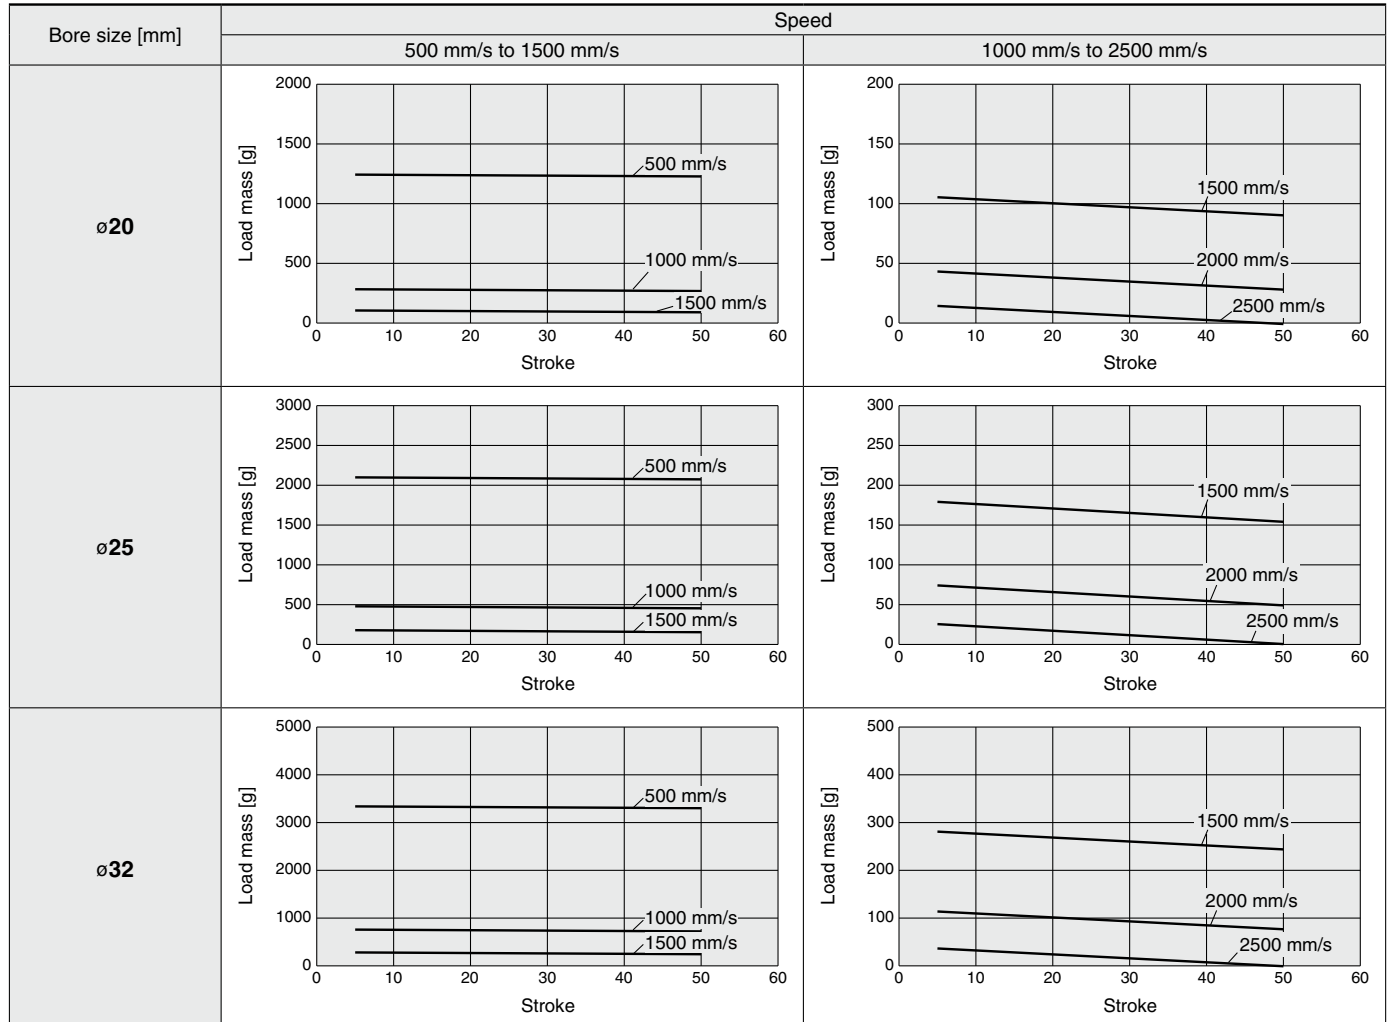 Bore size [mm]
Speed
500 mm/s to 1500 mm/s
1000 mm/s to 2500 mm/s
ø20
2000
1500
1000
500
0
Load mass [g]
500 mm/s
1000 mm/s
1500 mm/s
0 10 20 30 40 50 60
Stroke
200
150
100
50
0
Load mass [g]
1500 mm/s
2000 mm/s
2500 mm/s
0 10 20 30 40 50 60
Stroke
ø25
3000
2500
2000
1500
1000
500
0
Load mass [g]
500 mm/s
1000 mm/s
1500 mm/s
0 10 20 30 40 50 60
Stroke
300
250
200
150
100
50
0
Load mass [g]
1500 mm/s
2000 mm/s
2500 mm/s
0 10 20 30 40 50 60
Stroke
ø32
5000
4000
3000
2000
1000
0
Load mass [g]
500 mm/s
1000 mm/s
1500 mm/s
0 10 20 30 40 50 60
Stroke
500
400
300
200
100
0
Load mass [g]
1500 mm/s
2000 mm/s
2500 mm/s
0 10 20 30 40 50 60
Stroke